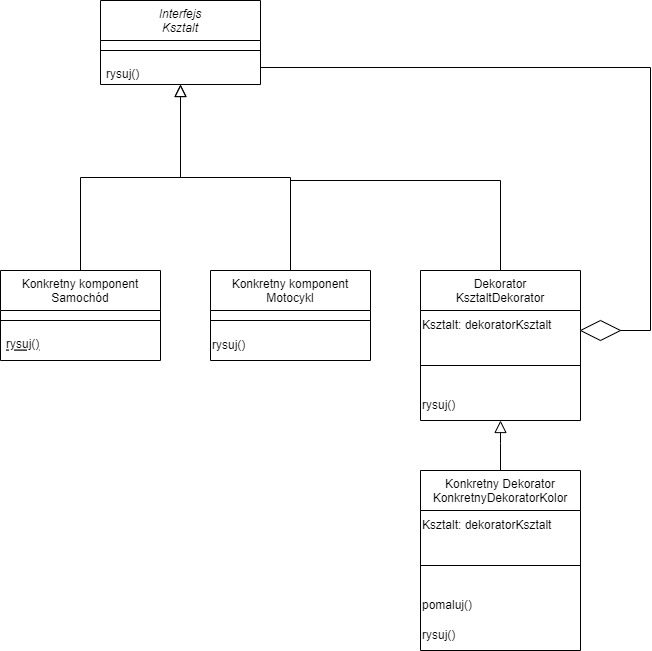 Interfejs
Ksztalt
rysuj()
Konkretny komponent
Samochód
rysuj()
Konkretny komponent
Motocykl
rysuj()
Dekorator
KsztaltDekorator
Ksztalt: dekoratorKsztalt
rysuj()
Konkretny Dekorator
KonkretnyDekoratorKolor
Ksztalt: dekoratorKsztalt
pomaluj()
rysuj()